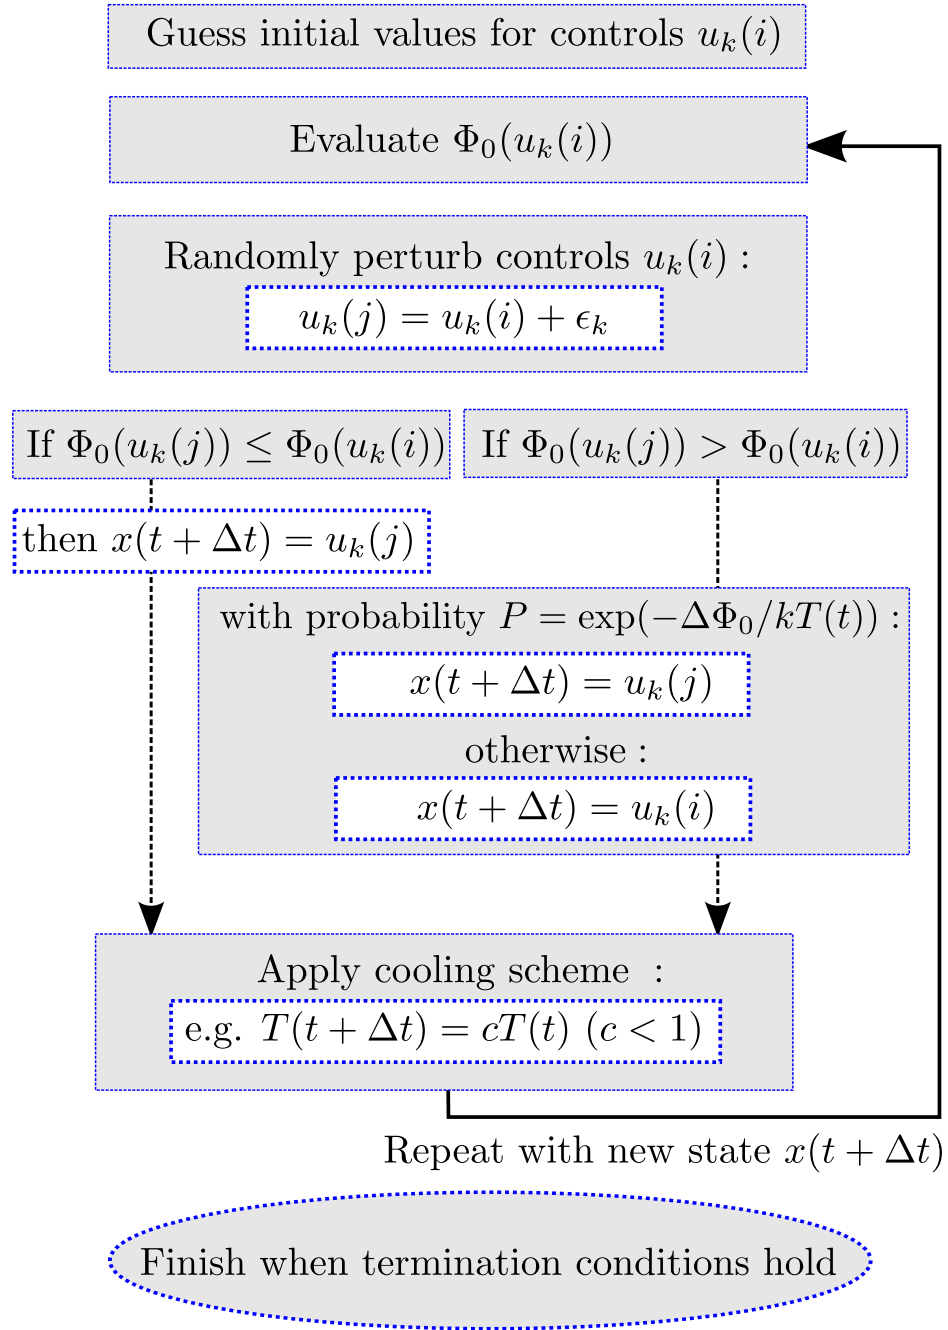 Guess initial values for controls u_k(i)
Evaluate Φ_0(u_k(i))
Randomly perturb controls u_k(i) :
u_k(j) = u_k(i) + ϵ_k
If Φ_0(u_k(j)) ≤ Φ_0(u_k(i))
If Φ_0(u_k(j)) > Φ_0(u_k(i))
then x(t + Δt) = u_k(j)
with probability P = exp(−ΔΦ_0/kT(t)) :
x(t + Δt) = u_k(j)
otherwise :
x(t + Δt) = u_k(i)
Apply cooling scheme :
e.g. T(t + Δt) = cT(t) (c < 1)
Repeat with new state x(t + Δt)
Finish when termination conditions hold